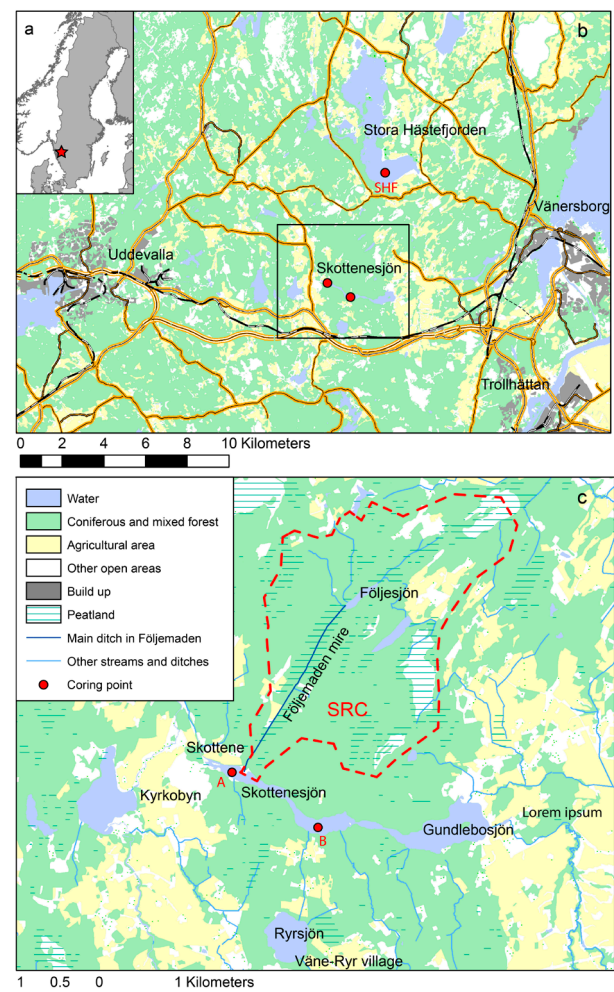 a
b
Stora Hästefjorden
SHF
Vänersborg
Uddevalla
Skottenesjön
Trollhättan
0 2 4 6 8 10 Kilometers
c
Water
Coniferous and mixed forest
Agricultural area
Other open areas
Build up
Peatland
Main ditch in Följemaden
Other streams and ditches
Coring point
Följesjön
Följemaden mire
SRC
Skottene
A
Skottenesjön
Kyrkobyn
B
Gundlebosjön
Lorem ipsum
Ryrsjön
Väne-Ryr village
1 0.5 0 1 Kilometers